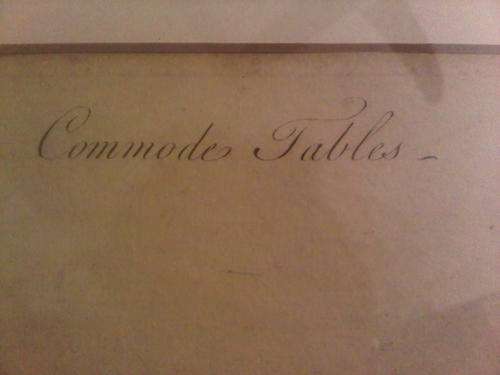 Commode Tables -